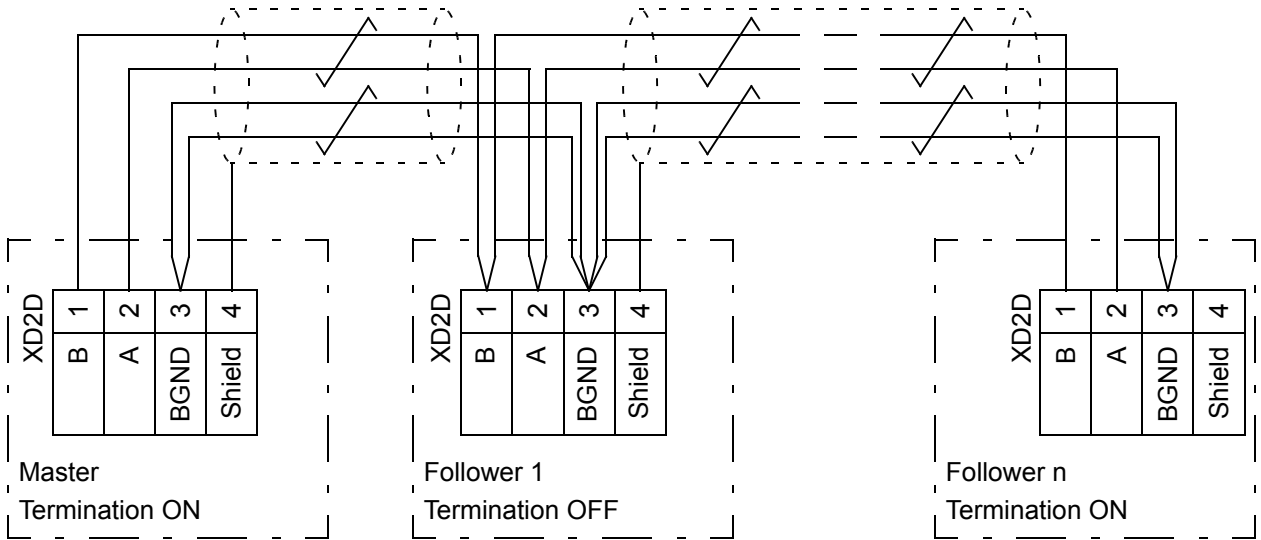 XD2D
1 2 3 4
B A BGND Shield
Master
Termination ON
XD2D
1 2 3 4
B A BGND Shield
Follower 1
Termination OFF
XD2D
1 2 3 4
B A BGND Shield
Follower n
Termination ON